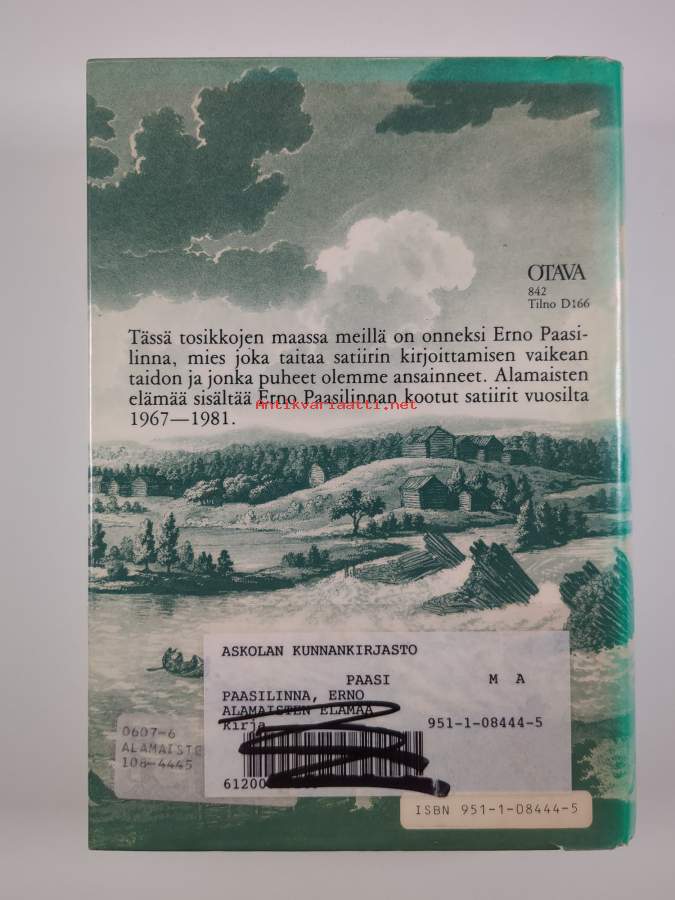 OTAVA
842
Tilno D166
Tässä tosikkojen maassa meillä on onneksi Erno Paasi-
linna, mies joka taitaa satiirin kirjoittamisen vaikean
taidon ja jonka puheet olemme ansainneet. Alamaisten
elämää sisältää Erno Paasilinnan kootut satiirit vuosilta
Antikvariaatti.net
1967—1981.
ASKOLAN KUNNANKIRJASTO
PAASI M A
PAASILINNA, ERNO
ALAMAISTEN ELÄMÄÄ
kirja 951-1-08444-5
0607-6
ALAMAISTE
108-4445
61200
ISBN 951-1-08444-5